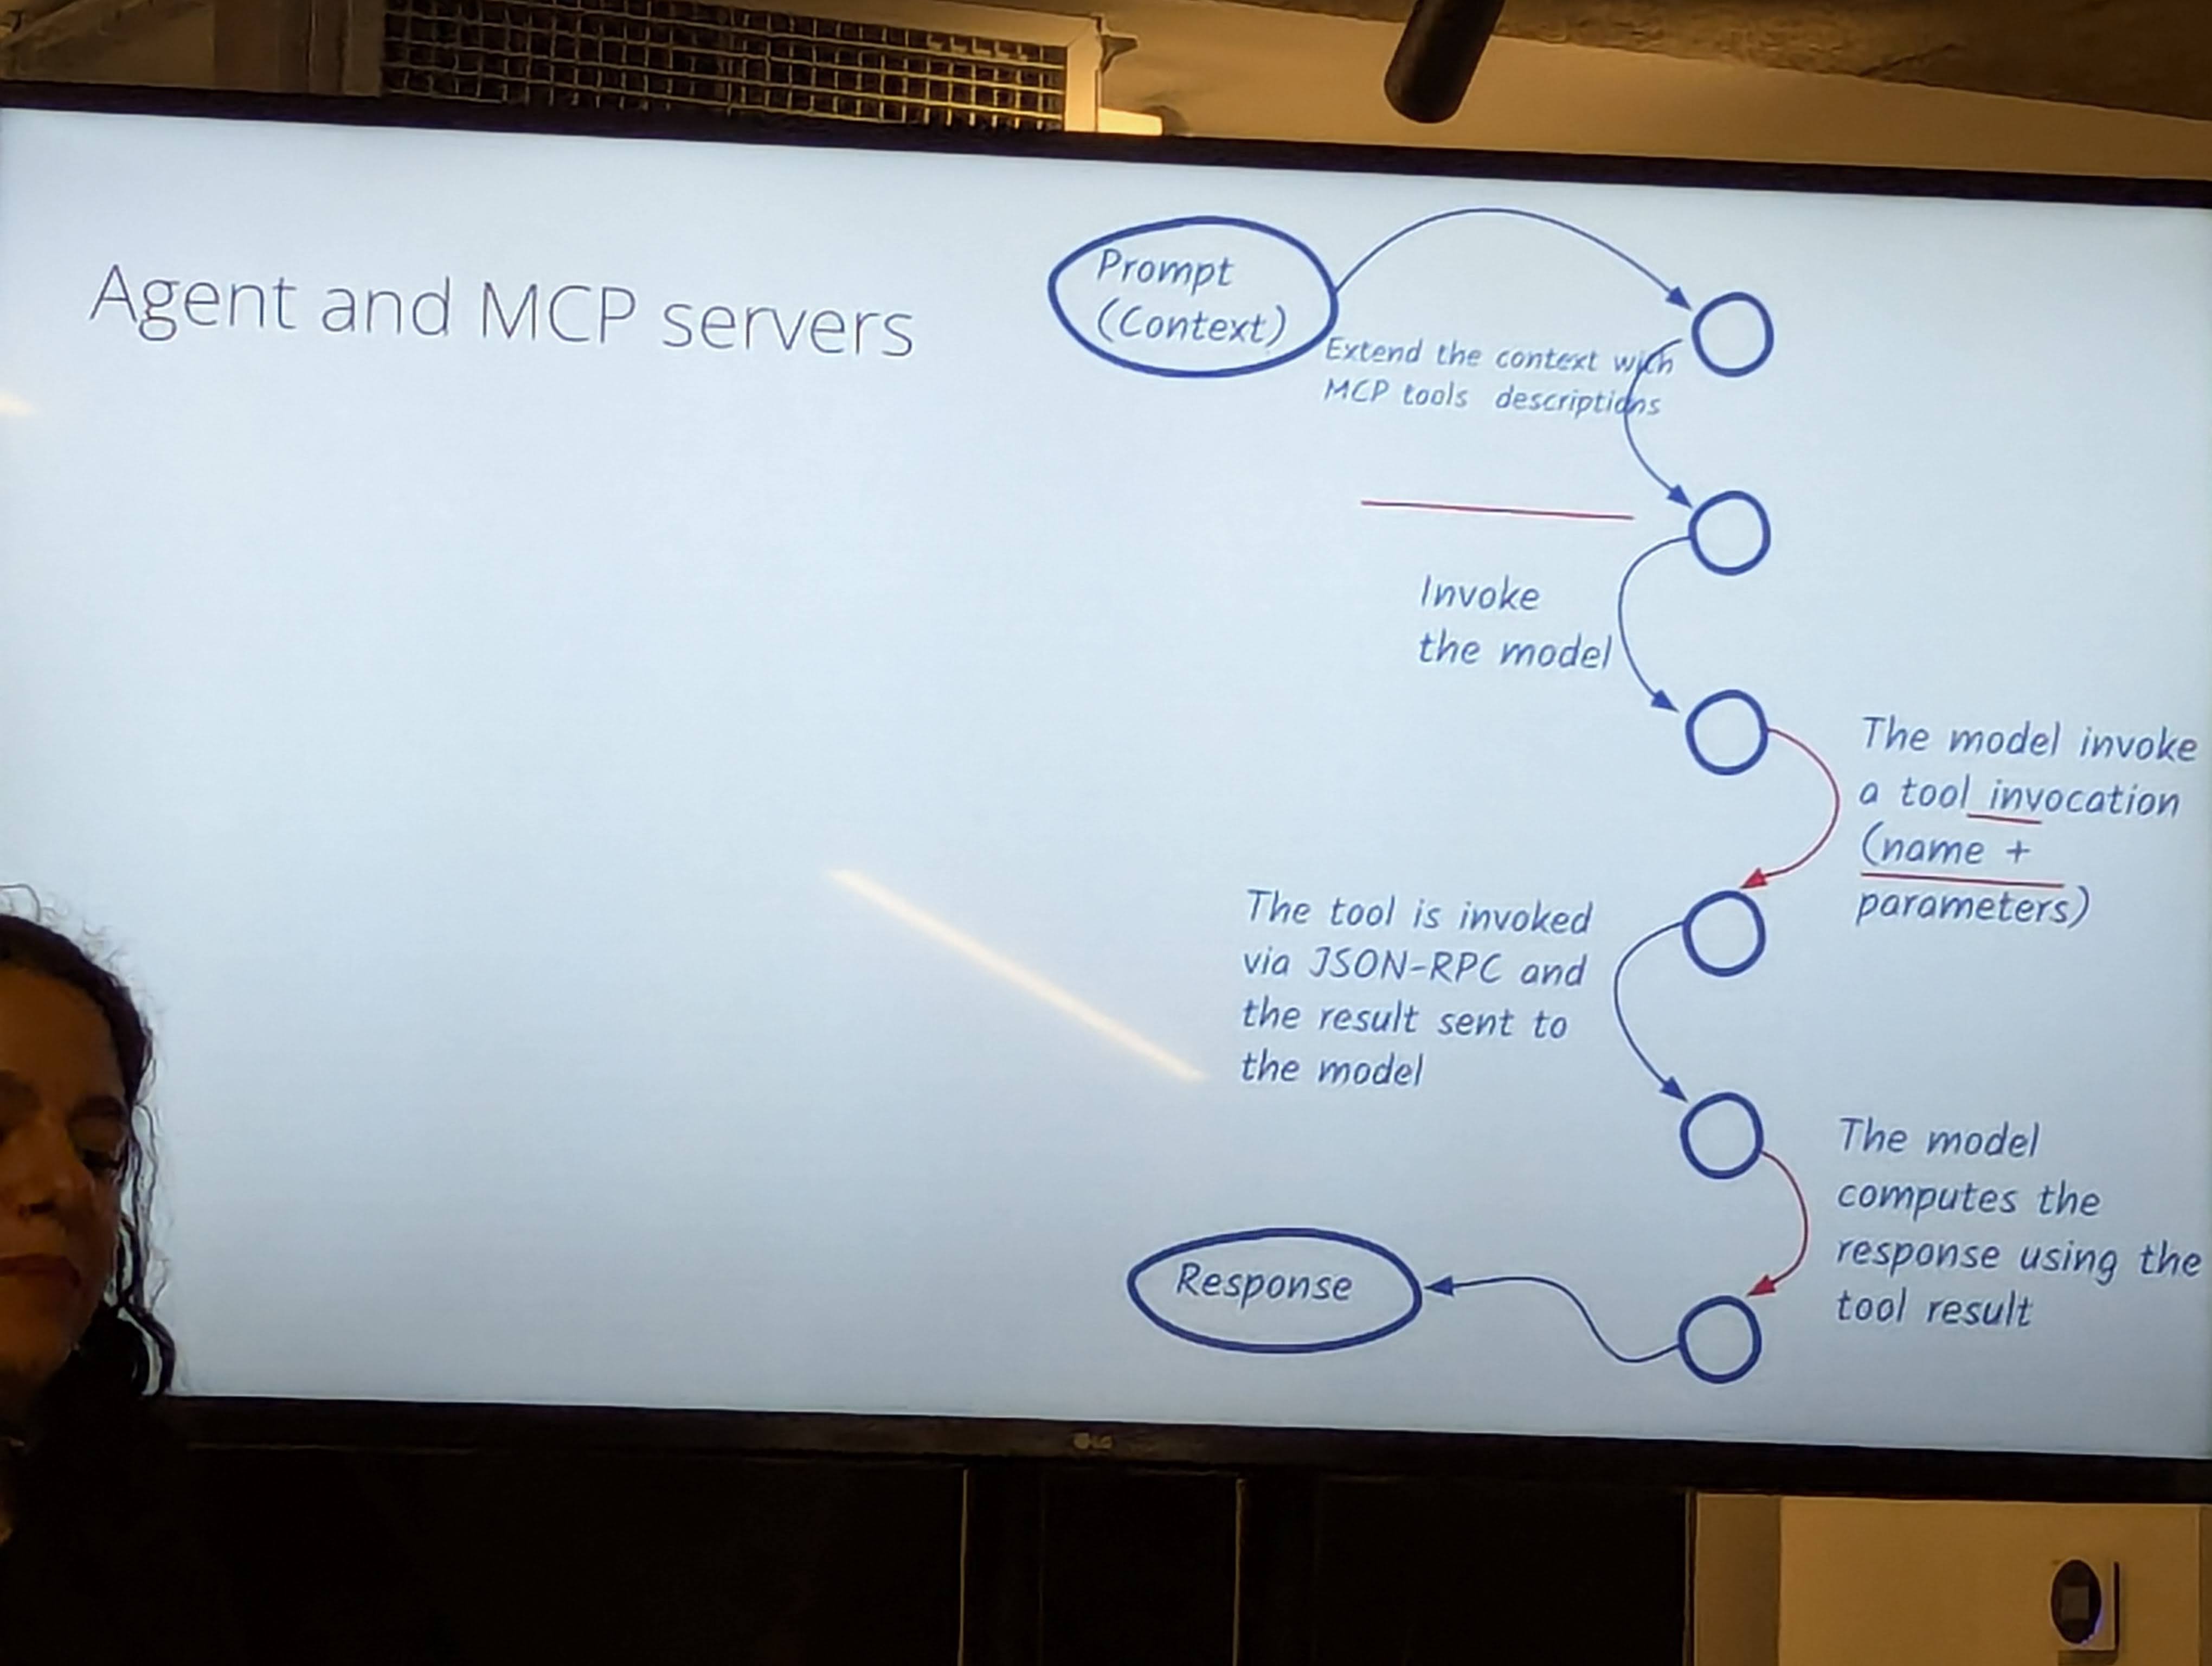 Agent and MCP servers
Prompt
(Context)
Extend the context with
MCP tools descriptions
Invoke
the model
The model invoke
a tool invocation
(name +
parameters)
The tool is invoked
via JSON-RPC and
the result sent to
the model
The model
computes the
response using the
tool result
Response
LG